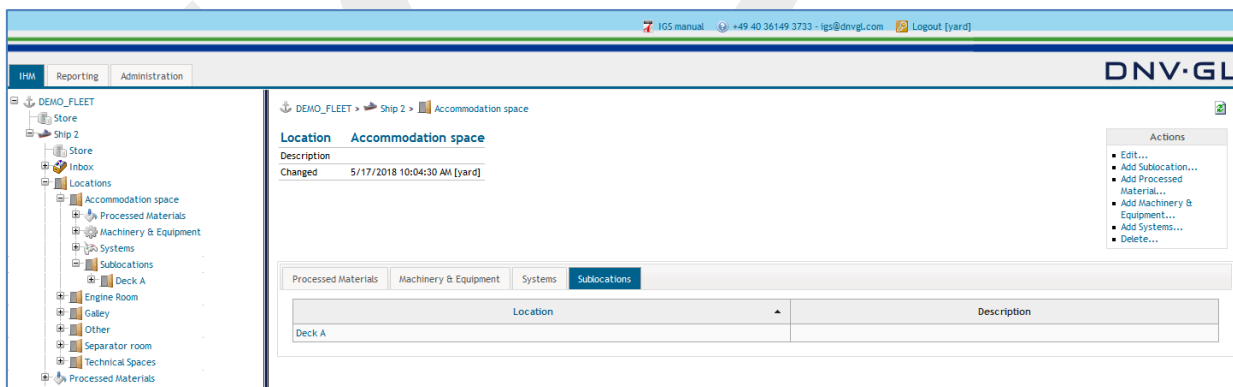 IGS manual +49 40 36149 3733 - igs@dnvgl.com Logout [yard]
DNV·GL
IHM Reporting Administration
DEMO_FLEET
Store
Ship 2
Store
Inbox
Locations
Accommodation space
Processed Materials
Machinery & Equipment
Systems
Sublocations
Deck A
Engine Room
Galley
Other
Separator room
Technical Spaces
Processed Materials
DEMO_FLEET > Ship 2 > Accommodation space
Location Accommodation space
Description
Changed 5/17/2018 10:04:30 AM [yard]
Actions
Edit...
Add Sublocation...
Add Processed
Material...
Add Machinery &
Equipment...
Add Systems...
Delete...
Processed Materials Machinery & Equipment Systems Sublocations
Location Description
Deck A